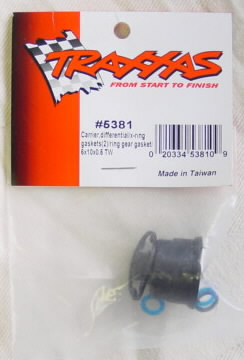 TRAXXAS
FROM START TO FINISH
#5381
Carrier,differential/x-ring
gaskets(2)/ring gear gasket/
6x10x0.5 TW
0 20334 53810 9
Made in Taiwan